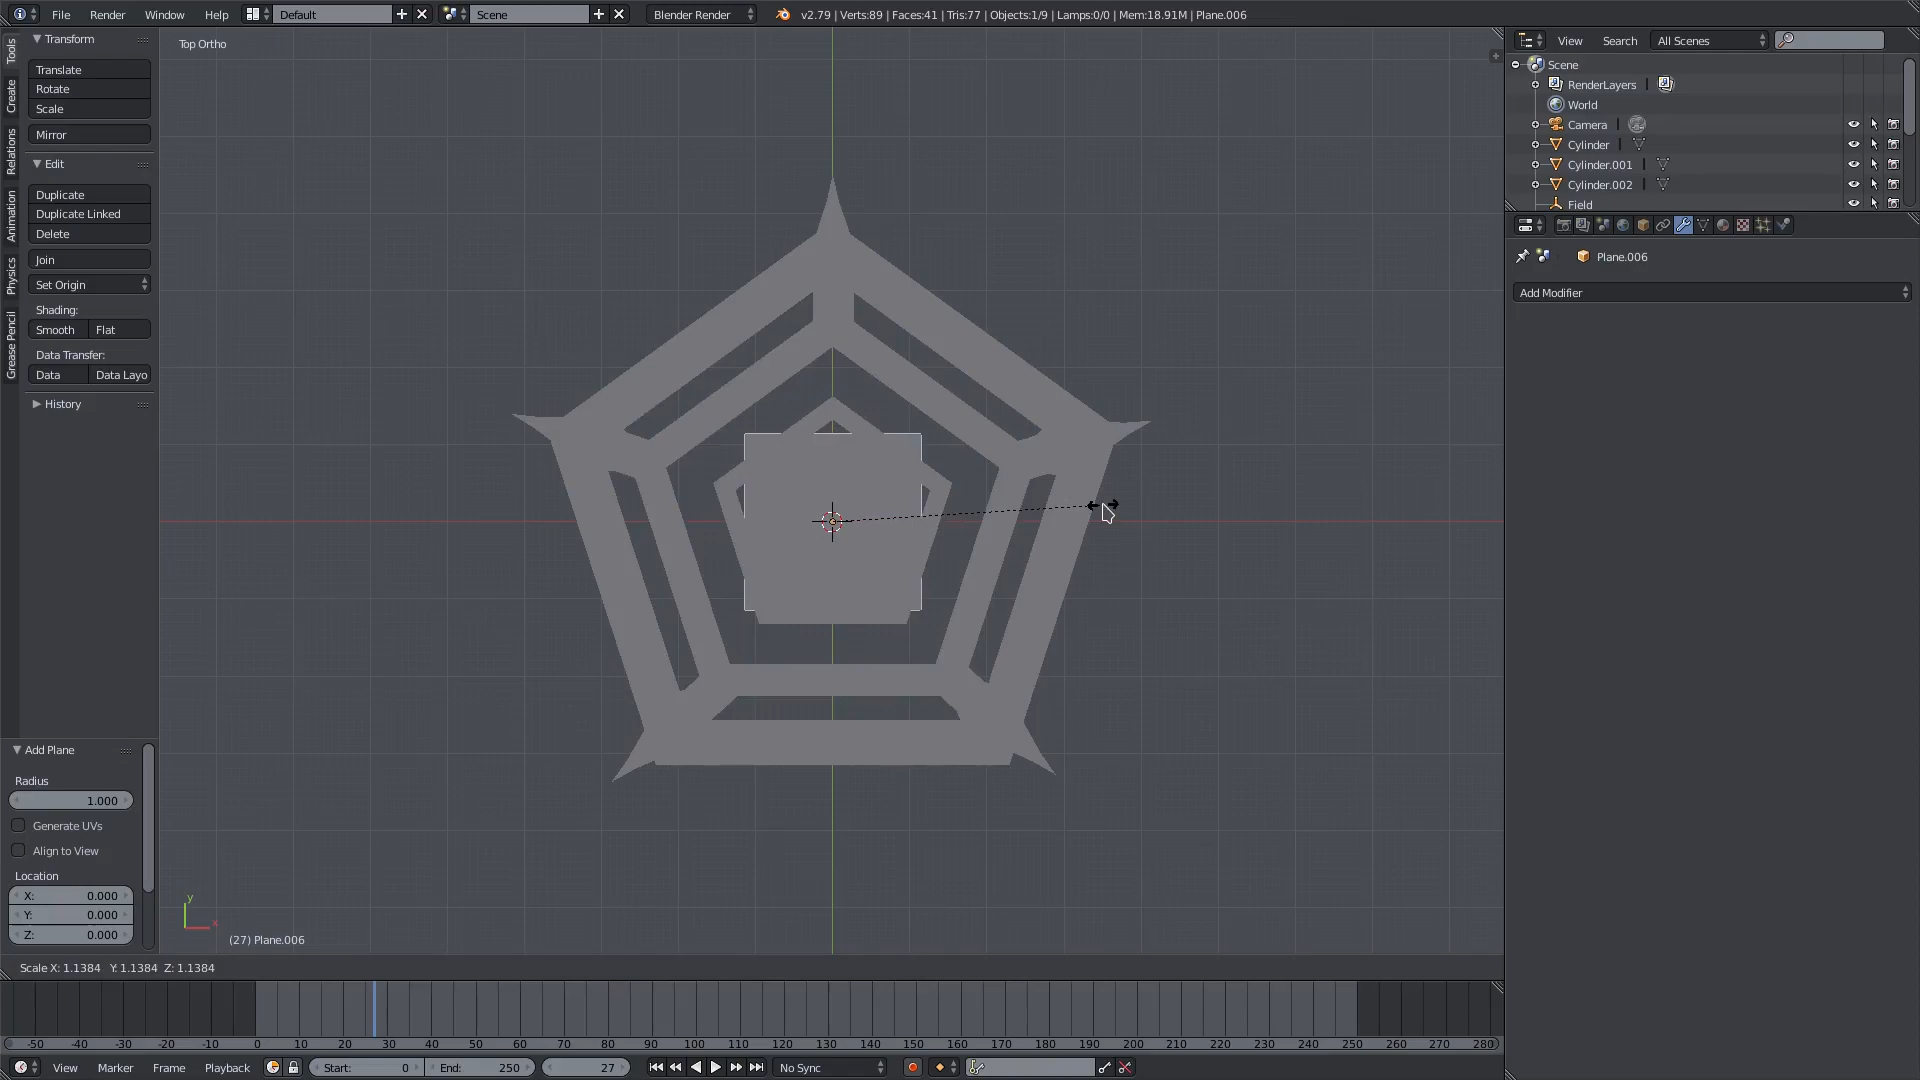 File Render Window Help Default Scene Blender Render v2.79 | Verts:89 | Faces:41 | Tris:77 | Objects:1/9 | Lamps:0/0 | Mem:18.91M | Plane.006
Tools
Create
Relations
Animation
Physics
Grease Pencil
Transform
Translate
Rotate
Scale
Mirror
Edit
Duplicate
Duplicate Linked
Delete
Join
Set Origin
Shading:
Smooth Flat
Data Transfer:
Data Data Layo
History
Add Plane
Radius
1.000
Generate UVs
Align to View
Location
X: 0.000
Y: 0.000
Z: 0.000
Top Ortho
y
x
(27) Plane.006
Scale X: 1.1384 Y: 1.1384 Z: 1.1384
View Search All Scenes
Scene
RenderLayers
World
Camera
Cylinder
Cylinder.001
Cylinder.002
Field
Plane.006
Add Modifier
-50 -40 -30 -20 -10 0 10 20 30 40 50 60 70 80 90 100 110 120 130 140 150 160 170 180 190 200 210 220 230 240 250 260 270 280
View Marker Frame Playback Start: 0 End: 250 27 No Sync